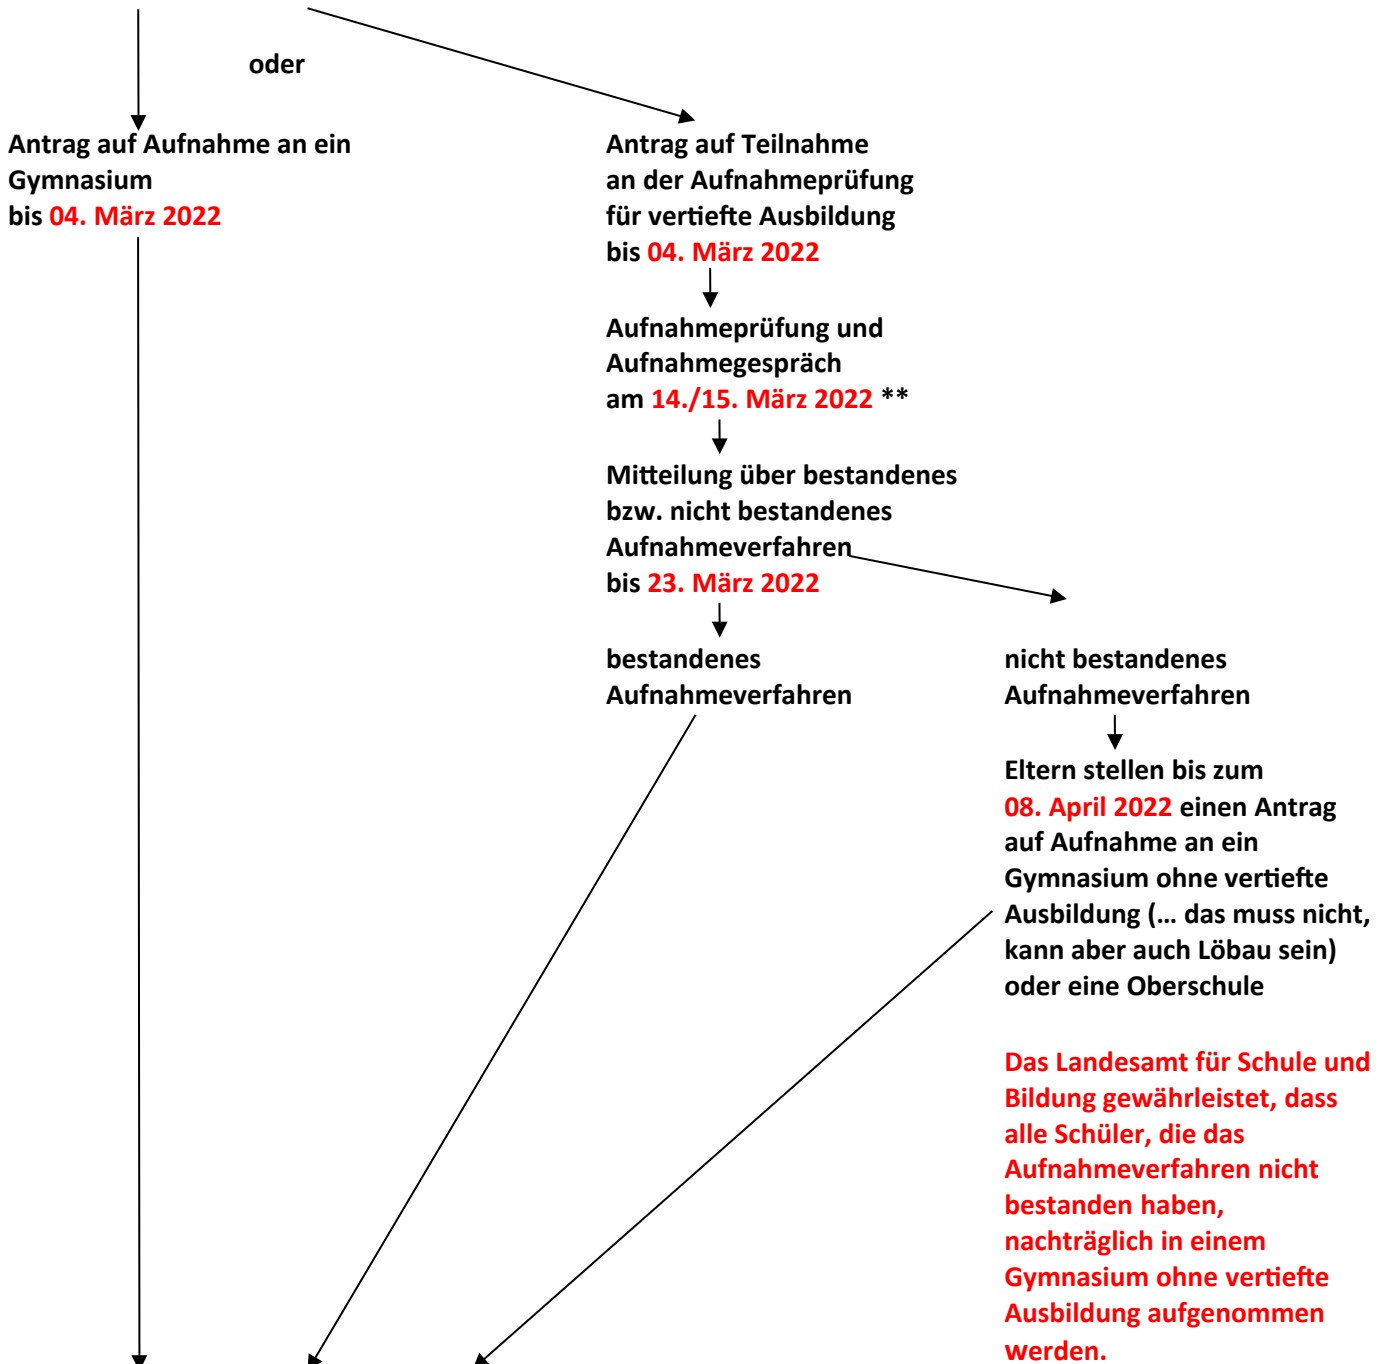 oder
Antrag auf Aufnahme an ein
Gymnasium
bis 04. März 2022
Antrag auf Teilnahme
an der Aufnahmeprüfung
für vertiefte Ausbildung
bis 04. März 2022
Aufnahmeprüfung und
Aufnahmegespräch
am 14./15. März 2022 **
Mitteilung über bestandenes
bzw. nicht bestandenes
Aufnahmeverfahren
bis 23. März 2022
bestandenes
Aufnahmeverfahren
nicht bestandenes
Aufnahmeverfahren
Eltern stellen bis zum
08. April 2022 einen Antrag
auf Aufnahme an ein
Gymnasium ohne vertiefte
Ausbildung (… das muss nicht,
kann aber auch Löbau sein)
oder eine Oberschule
Das Landesamt für Schule und
Bildung gewährleistet, dass
alle Schüler, die das
Aufnahmeverfahren nicht
bestanden haben,
nachträglich in einem
Gymnasium ohne vertiefte
Ausbildung aufgenommen
werden.